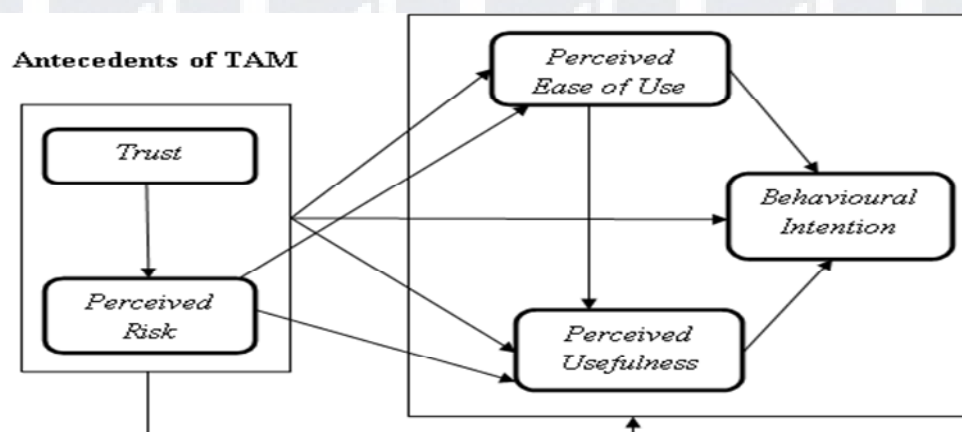 Antecedents of TAM
Trust
Perceived
Risk
Perceived
Ease of Use
Perceived
Usefulness
Behavioural
Intention